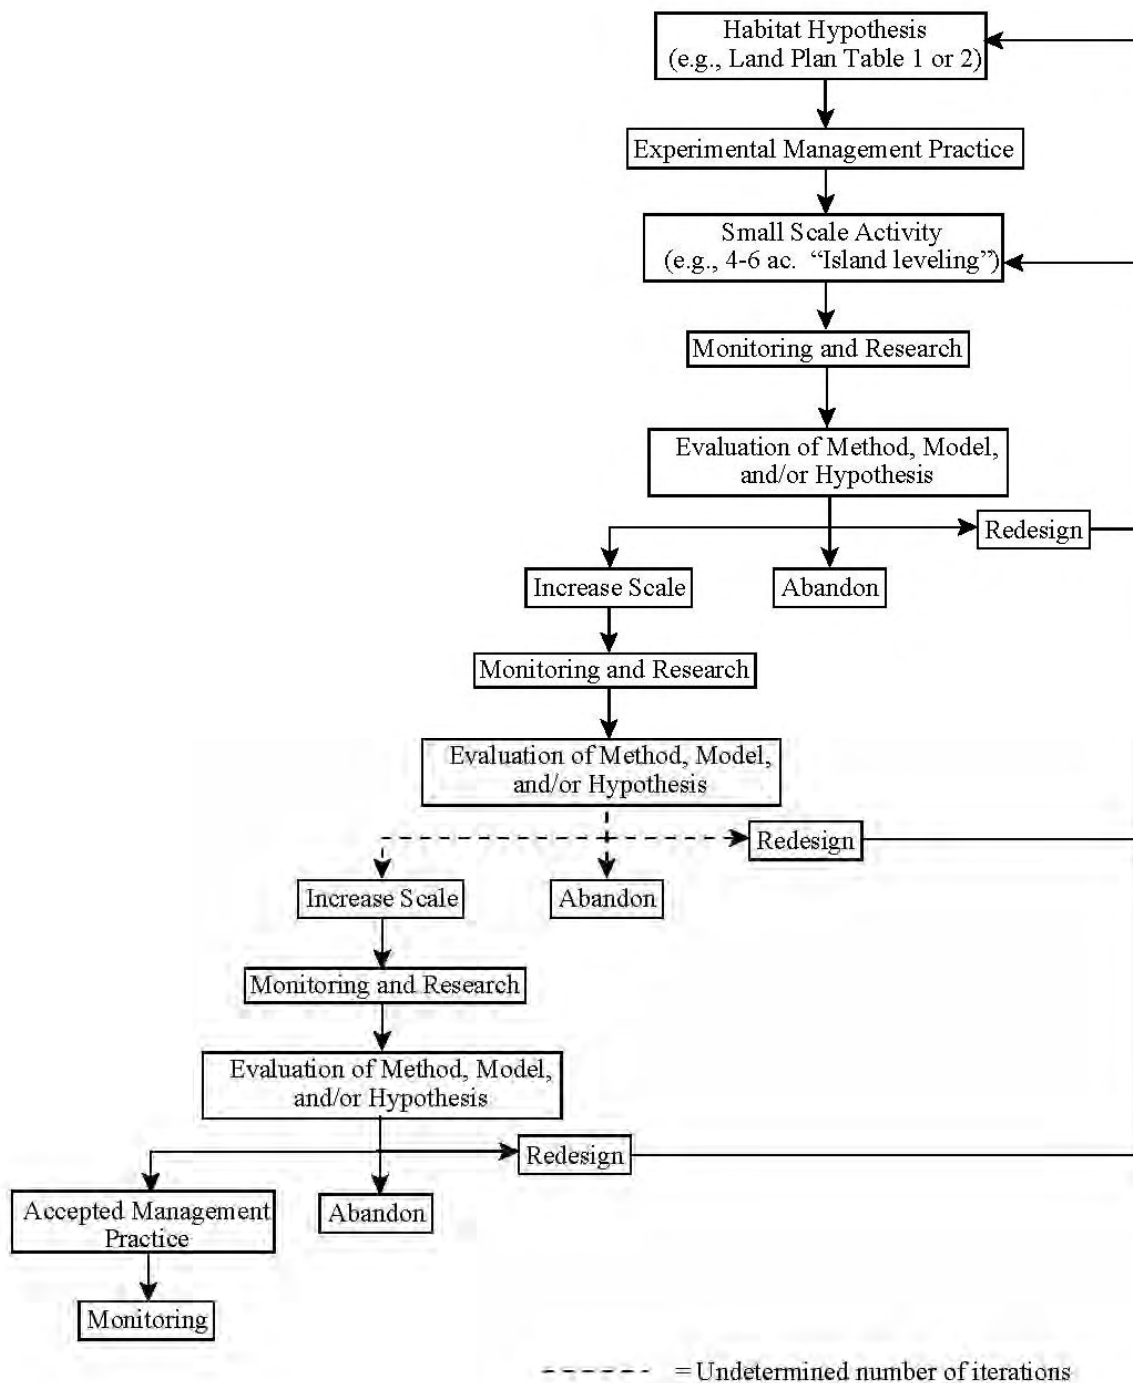 Habitat Hypothesis
(e.g., Land Plan Table 1 or 2)
Experimental Management Practice
Small Scale Activity
(e.g., 4-6 ac. “Island leveling”)
Monitoring and Research
Evaluation of Method, Model,
and/or Hypothesis
Redesign
Increase Scale
Abandon
Monitoring and Research
Evaluation of Method, Model,
and/or Hypothesis
Redesign
Increase Scale
Abandon
Monitoring and Research
Evaluation of Method, Model,
and/or Hypothesis
Redesign
Accepted Management
Practice
Abandon
Monitoring
= Undetermined number of iterations